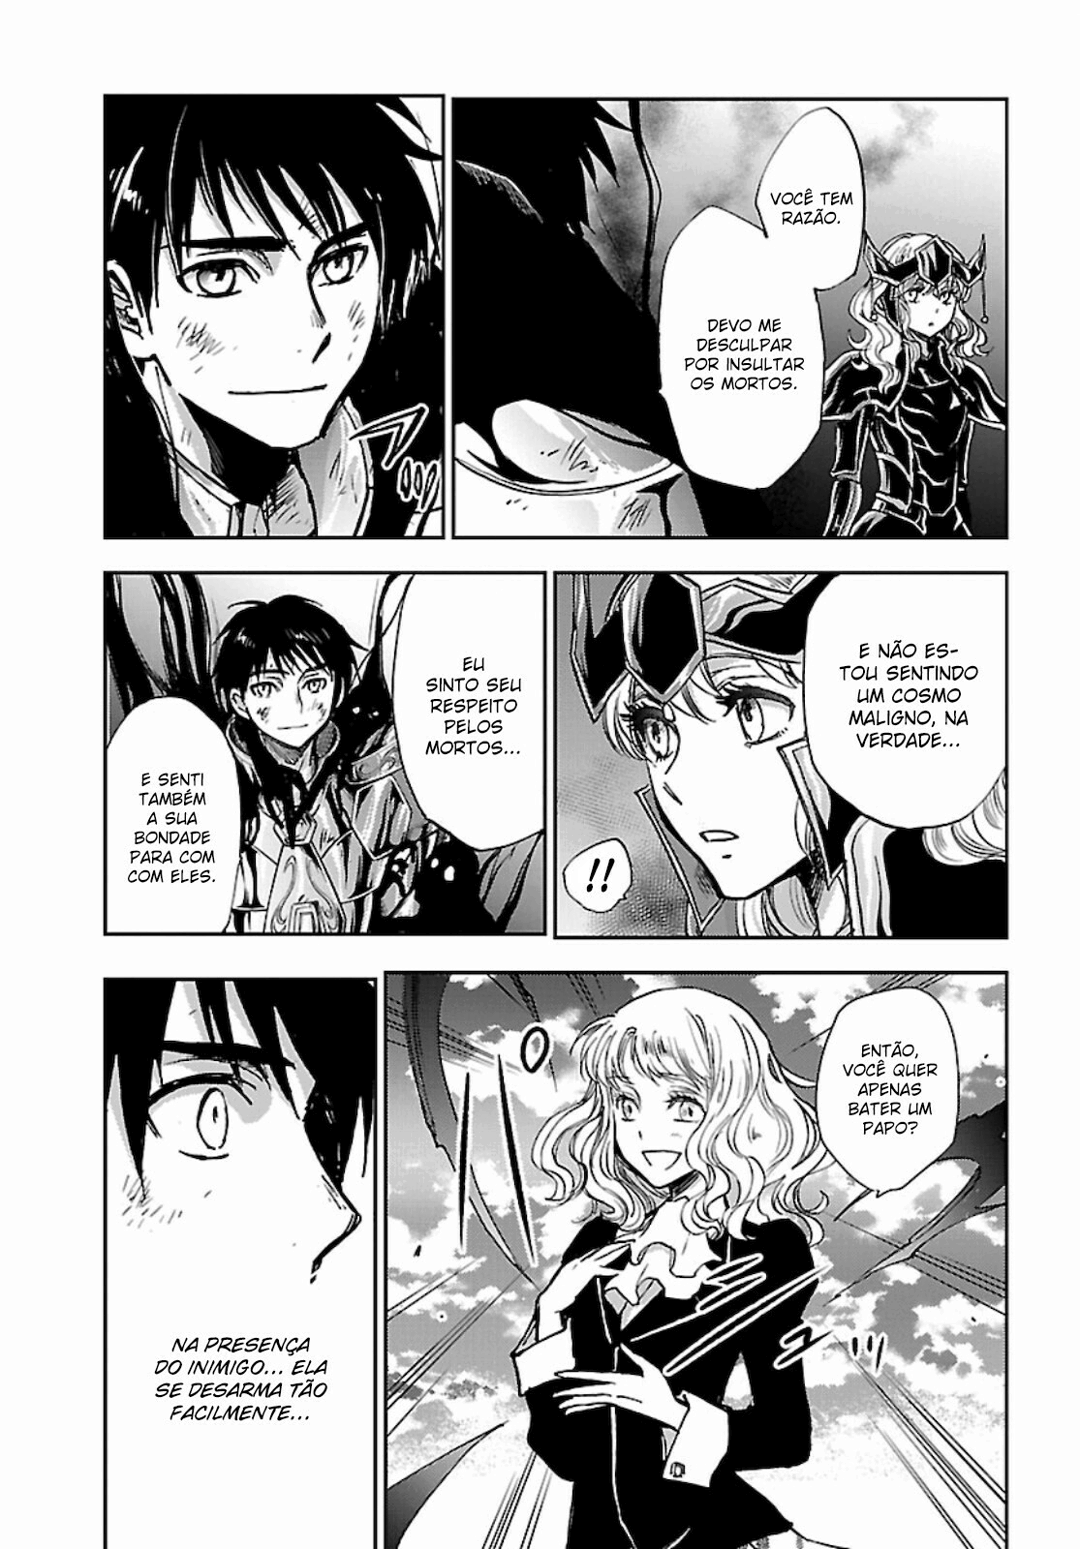 VOCÊ TEM
RAZÃO.
DEVO ME
DESCULPAR
POR INSULTAR
OS MORTOS.
E NÃO ES-
TOU SENTINDO
UM COSMO
MALIGNO, NA
VERDADE...
!!
EU
SINTO SEU
RESPEITO
PELOS
MORTOS...
E SENTI
TAMBÉM
A SUA
BONDADE
PARA COM
COM ELES.
ENTÃO,
VOCÊ QUER
APENAS
BATER UM
PAPO?
NA PRESENÇA
DO INIMIGO... ELA
SE DESARMA TÃO
FACILMENTE...